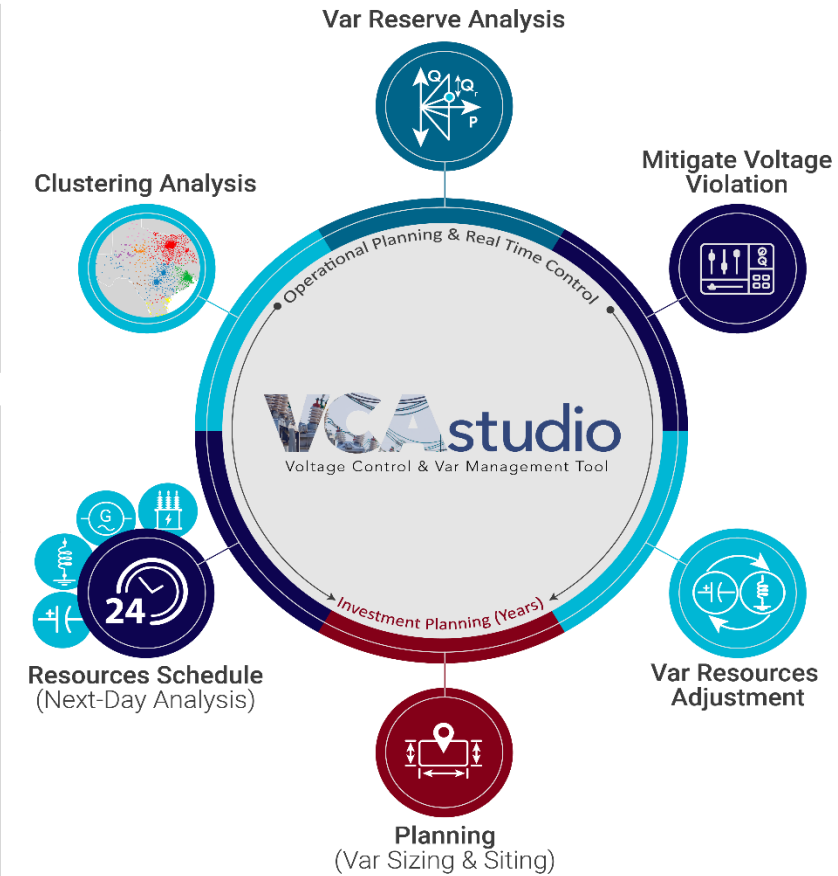 Var Reserve Analysis
Q
Qr
P
Clustering Analysis
Mitigate Voltage
Violation
Operational Planning & Real Time Control
VCAstudio
Voltage Control & Var Management Tool
G
24
Resources Schedule
(Next-Day Analysis)
Investment Planning (Years)
Var Resources
Adjustment
Planning
(Var Sizing & Siting)